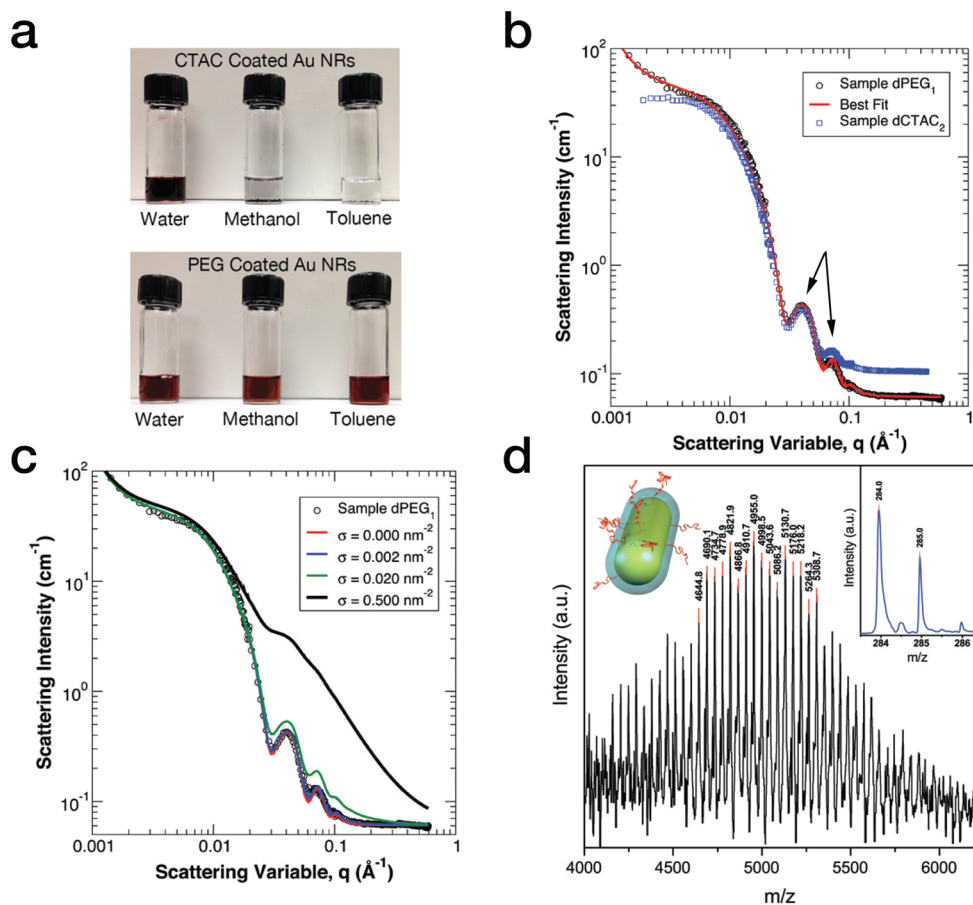 a
CTAC Coated Au NRs
Water Methanol Toluene
PEG Coated Au NRs
Water Methanol Toluene
b
Scattering Intensity (cm⁻¹)
10²
10¹
10⁰
10⁻¹
Sample dPEG₁
Best Fit
Sample dCTAC₂
0.001 0.01 0.1 1
Scattering Variable, q (Å⁻¹)
c
Scattering Intensity (cm⁻¹)
10²
10¹
10⁰
10⁻¹
Sample dPEG₁
σ = 0.000 nm⁻²
σ = 0.002 nm⁻²
σ = 0.020 nm⁻²
σ = 0.500 nm⁻²
0.001 0.01 0.1 1
Scattering Variable, q (Å⁻¹)
d
Intensity (a.u.)
4644.8
4690.1
4734.7
4778.9
4821.9
4866.8
4910.7
4955.0
4998.5
5043.6
5086.2
5130.7
5176.0
5218.2
5264.3
5308.7
Intensity (a.u.)
284.0
285.0
284 285 286
m/z
4000 4500 5000 5500 6000
m/z